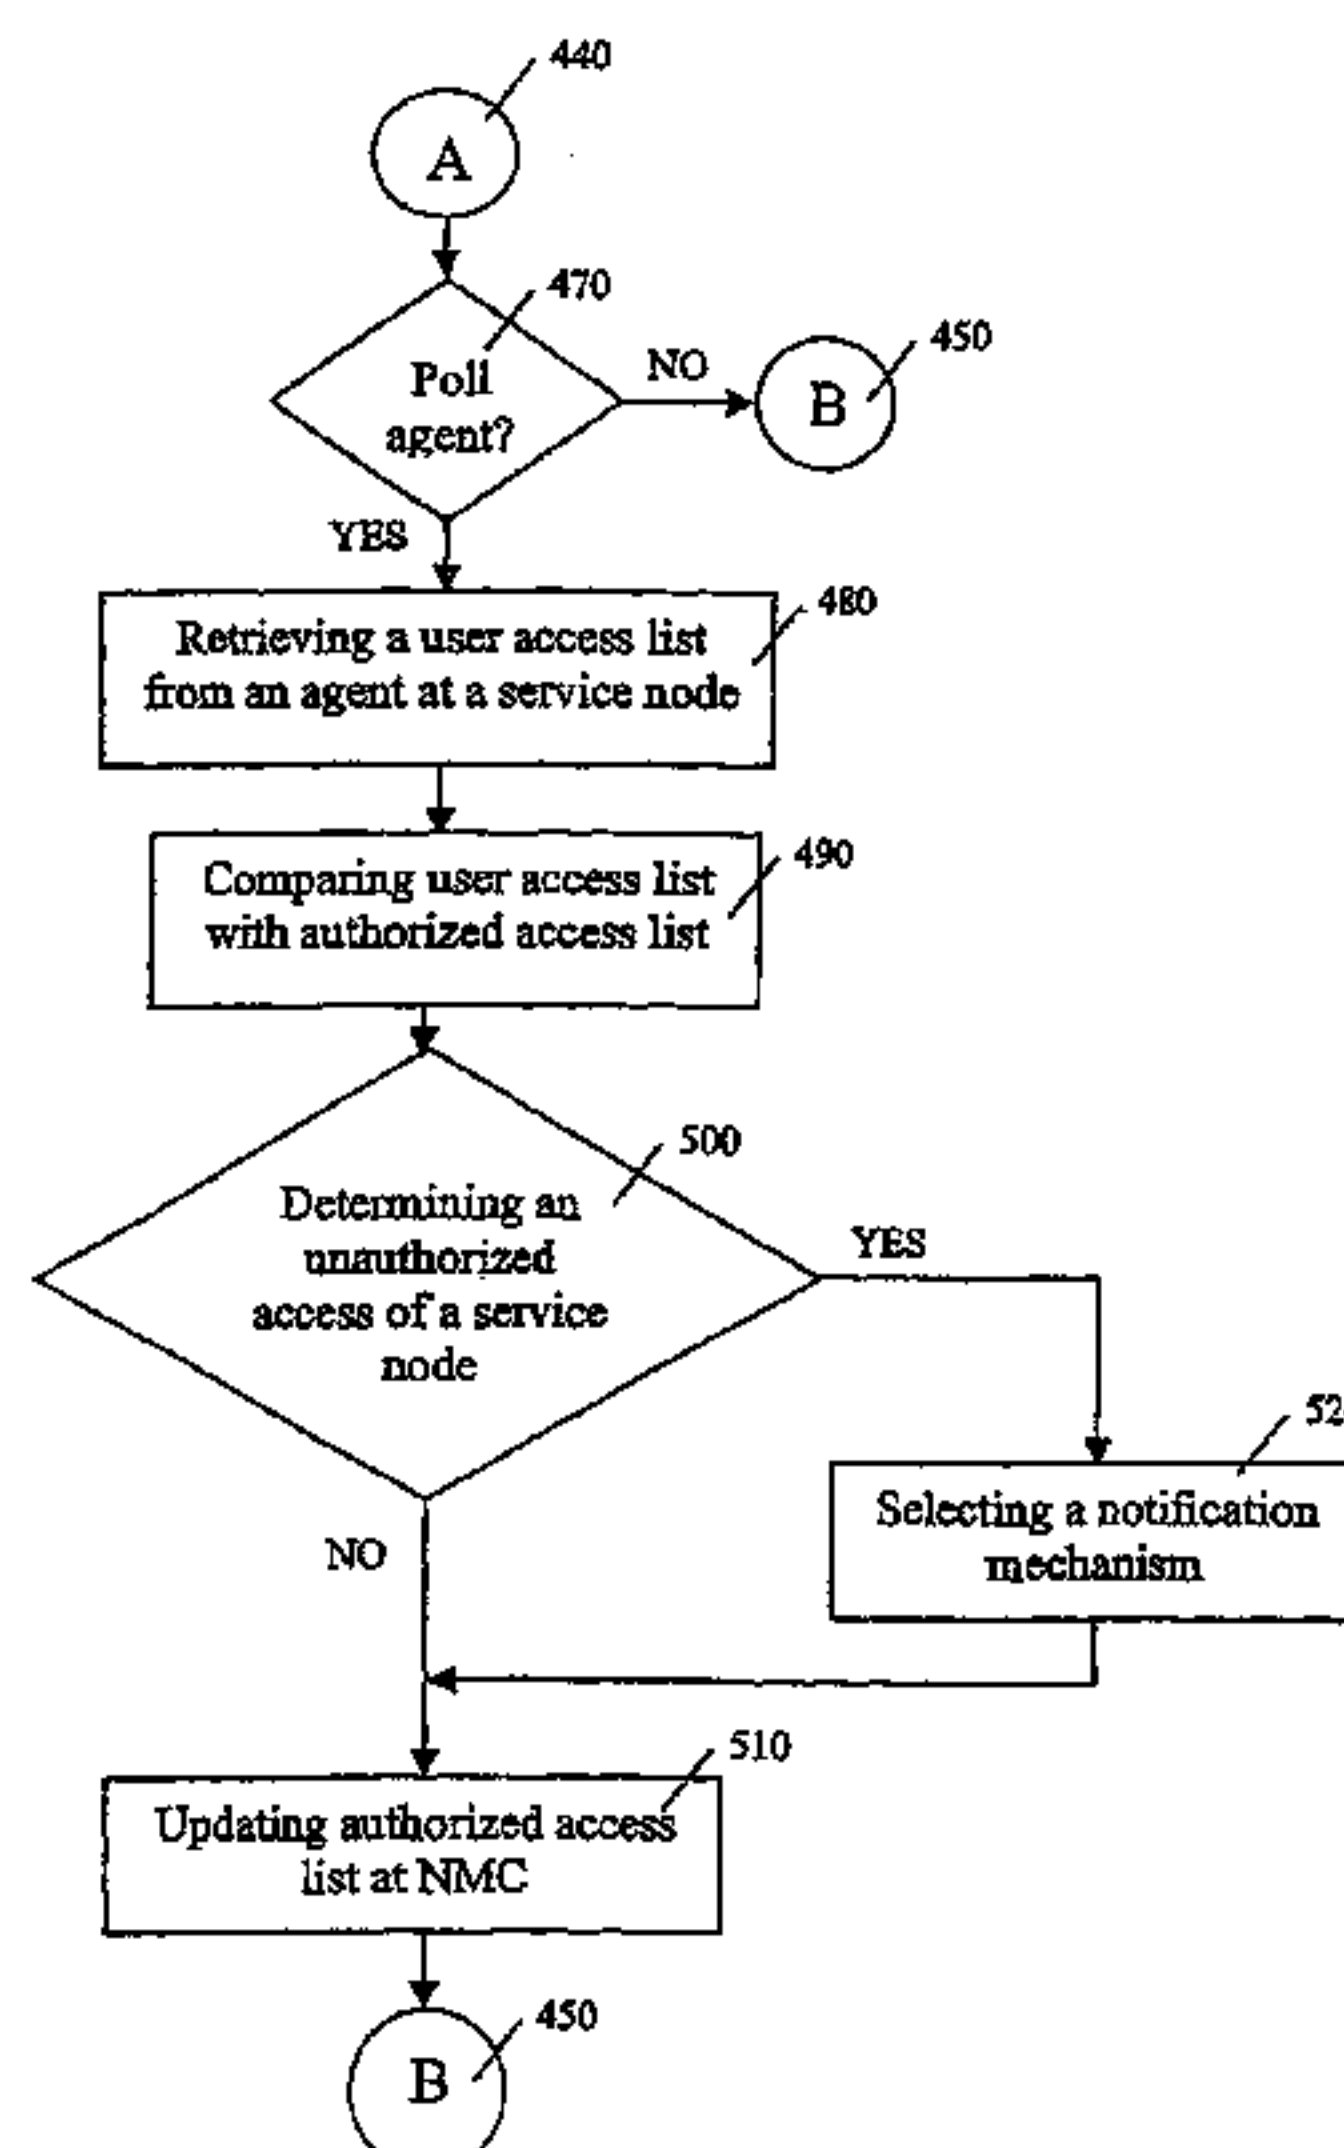 440
A
470
Poll
agent?
NO
450
B
YES
480
Retrieving a user access list
from an agent at a service node
490
Comparing user access list
with authorized access list
500
Determining an
unauthorized
access of a service
node
YES
NO
Selecting a notification
mechanism
510
Updating authorized access
list at NMC
450
B